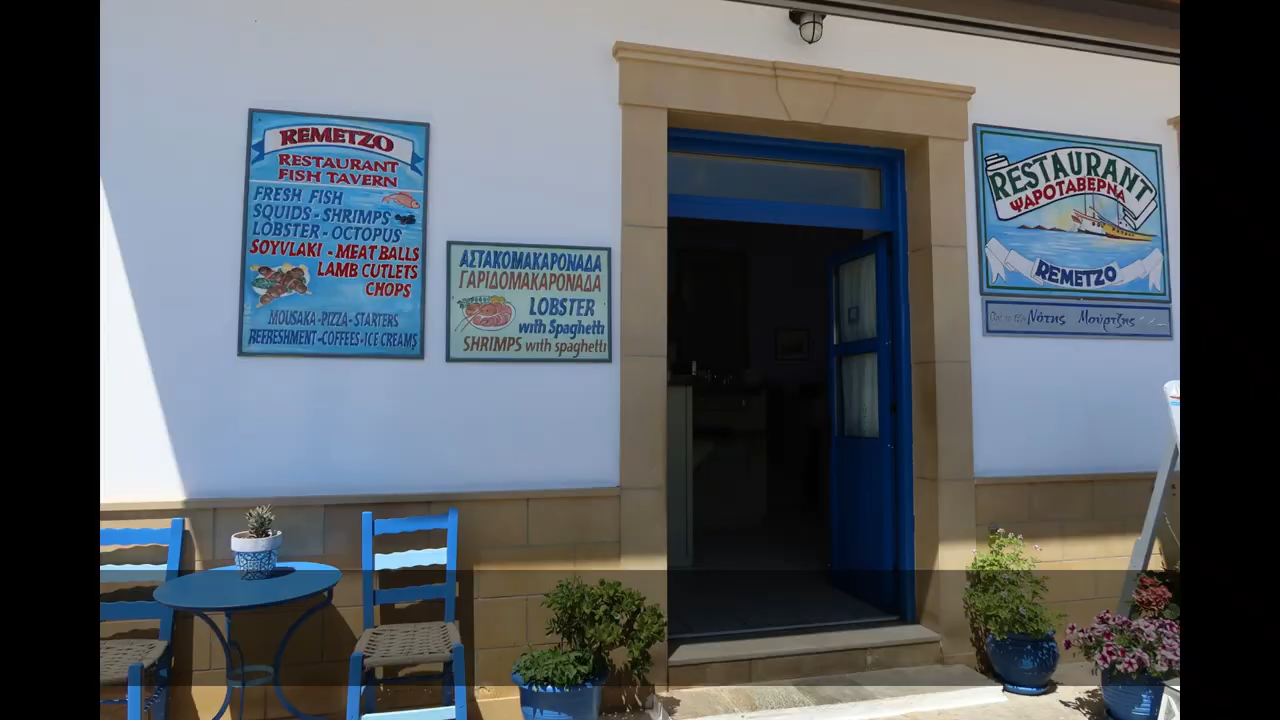 REMETZO
RESTAURANT
FISH TAVERN
FRESH FISH
SQUIDS - SHRIMPS
LOBSTER - OCTOPUS
SOYVLAKI - MEAT BALLS
LAMB CUTLETS
CHOPS
MOUSAKA - PIZZA - STARTERS
REFRESHMENT - COFFEES - ICE CREAMS
ΑΣΤΑΚΟΜΑΚΑΡΟΝΑΔΑ
ΓΑΡΙΔΟΜΑΚΑΡΟΝΑΔΑ
LOBSTER
with Spaghetti
SHRIMPS with spaghetti
RESTAURANT
ΨΑΡΟΤΑΒΕΡΝΑ
REMETZO
Νότης Μούρτζης